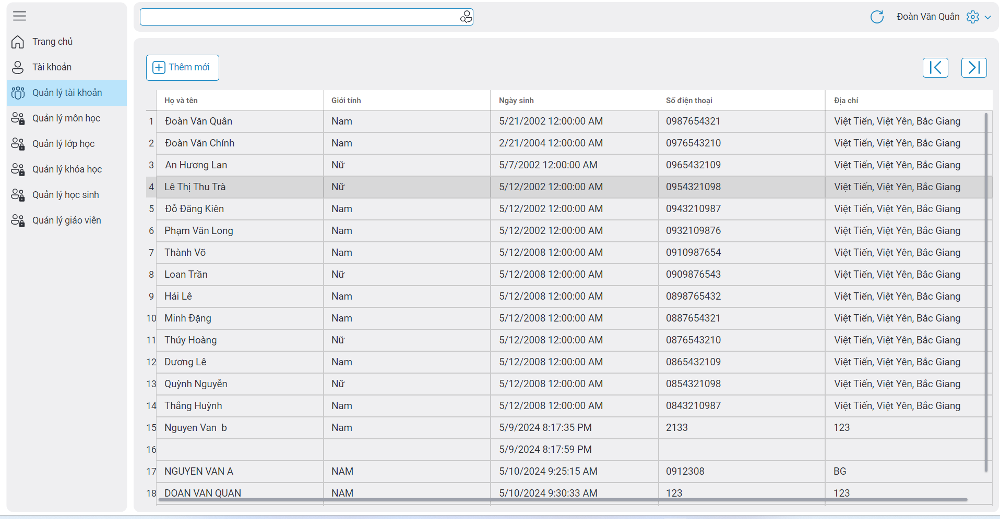 Đoàn Văn Quân
Trang chủ
Tài khoản
Quản lý tài khoản
Quản lý môn học
Quản lý lớp học
Quản lý khóa học
Quản lý học sinh
Quản lý giáo viên
Thêm mới
Họ và tên Giới tính Ngày sinh Số điện thoại Địa chỉ
1 Đoàn Văn Quân Nam 5/21/2002 12:00:00 AM 0987654321 Việt Tiến, Việt Yên, Bắc Giang
2 Đoàn Văn Chính Nam 2/21/2004 12:00:00 AM 0976543210 Việt Tiến, Việt Yên, Bắc Giang
3 An Hương Lan Nữ 5/7/2002 12:00:00 AM 0965432109 Việt Tiến, Việt Yên, Bắc Giang
4 Lê Thị Thu Trà Nữ 5/12/2002 12:00:00 AM 0954321098 Việt Tiến, Việt Yên, Bắc Giang
5 Đỗ Đăng Kiên Nam 5/12/2002 12:00:00 AM 0943210987 Việt Tiến, Việt Yên, Bắc Giang
6 Phạm Văn Long Nam 5/12/2002 12:00:00 AM 0932109876 Việt Tiến, Việt Yên, Bắc Giang
7 Thành Võ Nam 5/12/2008 12:00:00 AM 0910987654 Việt Tiến, Việt Yên, Bắc Giang
8 Loan Trần Nữ 5/12/2008 12:00:00 AM 0909876543 Việt Tiến, Việt Yên, Bắc Giang
9 Hải Lê Nam 5/12/2008 12:00:00 AM 0898765432 Việt Tiến, Việt Yên, Bắc Giang
10 Minh Đặng Nam 5/12/2008 12:00:00 AM 0887654321 Việt Tiến, Việt Yên, Bắc Giang
11 Thúy Hoàng Nữ 5/12/2008 12:00:00 AM 0876543210 Việt Tiến, Việt Yên, Bắc Giang
12 Dương Lê Nam 5/12/2008 12:00:00 AM 0865432109 Việt Tiến, Việt Yên, Bắc Giang
13 Quỳnh Nguyễn Nữ 5/12/2008 12:00:00 AM 0854321098 Việt Tiến, Việt Yên, Bắc Giang
14 Thắng Huỳnh Nam 5/12/2008 12:00:00 AM 0843210987 Việt Tiến, Việt Yên, Bắc Giang
15 Nguyen Van  b Nam 5/9/2024 8:17:35 PM 2133 123
16 5/9/2024 8:17:59 PM
17 NGUYEN VAN A NAM 5/10/2024 9:25:15 AM 0912308 BG
18 DOAN VAN QUAN NAM 5/10/2024 9:30:33 AM 123 123